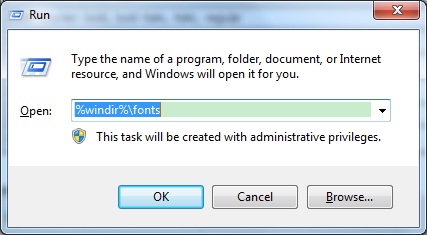 Run
Type the name of a program, folder, document, or Internet
resource, and Windows will open it for you.
Open:
%windir%\fonts
This task will be created with administrative privileges.
OK
Cancel
Browse...